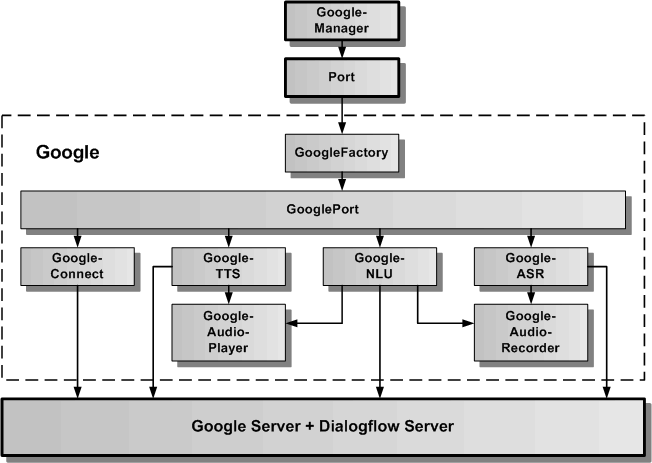 Google-
Manager
Port
Google
GoogleFactory
GooglePort
Google-
Connect
Google-
TTS
Google-
NLU
Google-
ASR
Google-
Audio-
Player
Google-
Audio-
Recorder
Google Server + Dialogflow Server